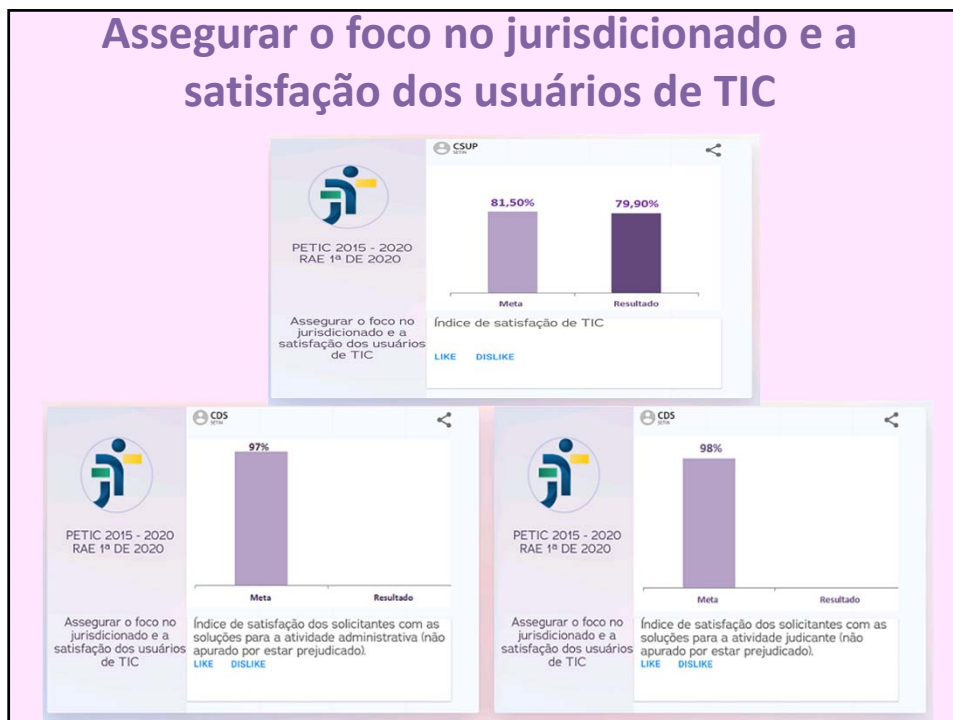 Assegurar o foco no jurisdicionado e a
satisfação dos usuários de TIC
CSUP
SETIN
81,50%
79,90%
PETIC 2015 - 2020
RAE 1ª DE 2020
Meta
Resultado
Assegurar o foco no
jurisdicionado e a
satisfação dos usuários
de TIC
Índice de satisfação de TIC
LIKE DISLIKE
CDS
SETIN
97%
PETIC 2015 - 2020
RAE 1ª DE 2020
Meta
Resultado
Assegurar o foco no
jurisdicionado e a
satisfação dos usuários
de TIC
Índice de satisfação dos solicitantes com as
soluções para a atividade administrativa (não
apurado por estar prejudicado).
LIKE DISLIKE
CDS
SETIN
98%
PETIC 2015 - 2020
RAE 1ª DE 2020
Meta
Resultado
Assegurar o foco no
jurisdicionado e a
satisfação dos usuários
de TIC
Índice de satisfação dos solicitantes com as
soluções para a atividade judicante (não
apurado por estar prejudicado).
LIKE DISLIKE